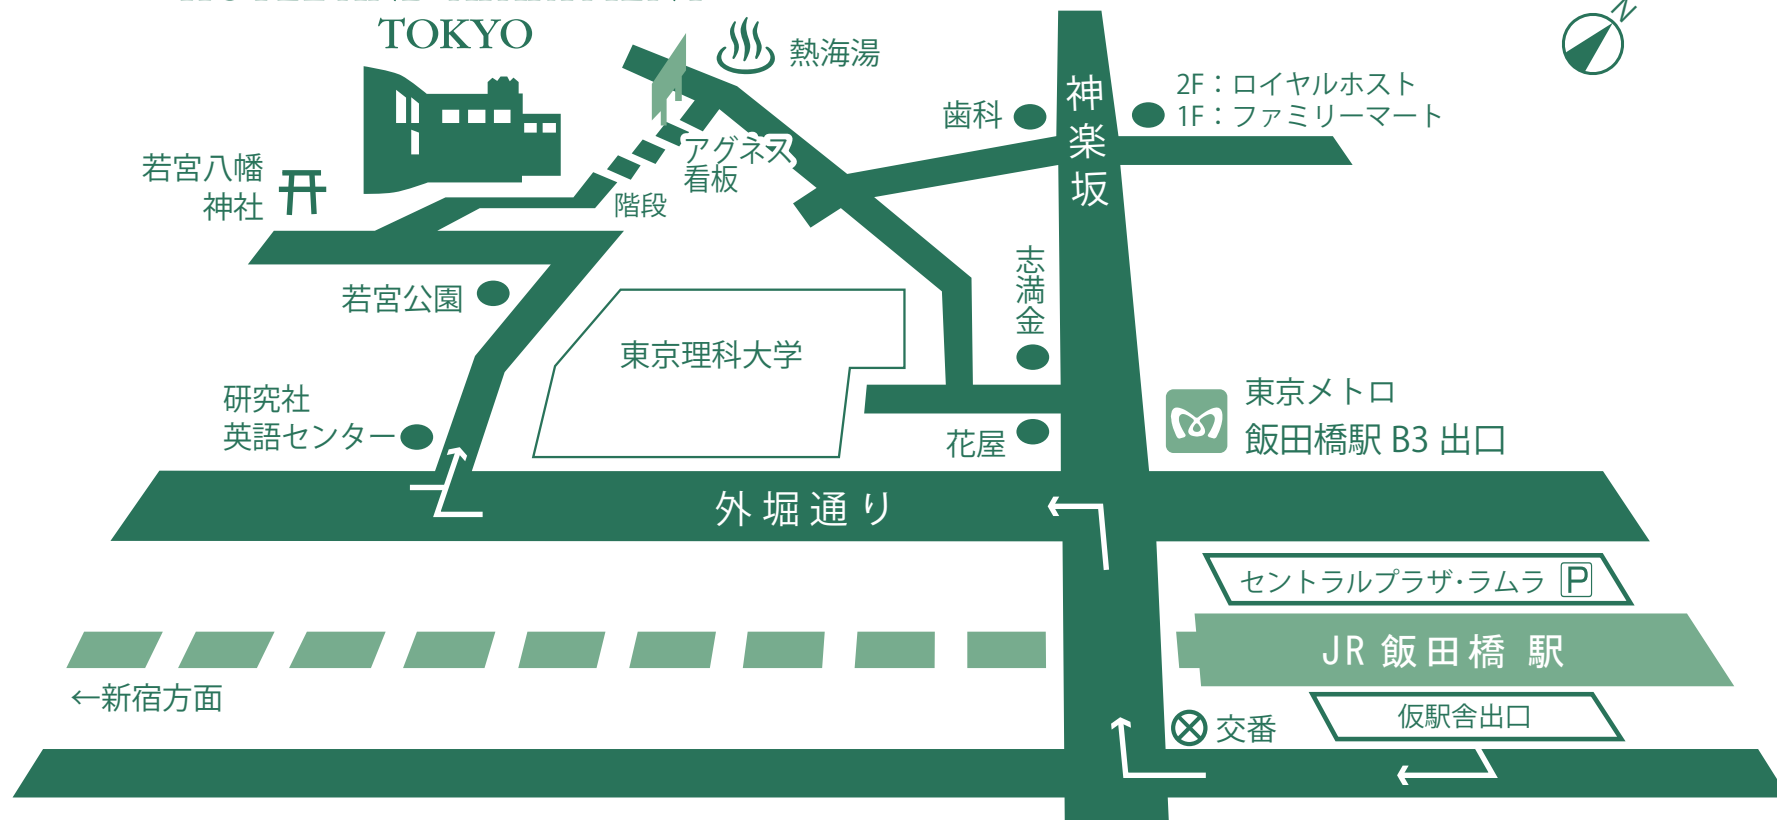 TOKYO
N
熱海湯
神楽坂
2F：ロイヤルホスト
1F：ファミリーマート
歯科
アグネス
看板
階段
若宮八幡
神社
志満金
若宮公園
東京理科大学
研究社
英語センター
花屋
東京メトロ
飯田橋駅 B3 出口
外堀通り
セントラルプラザ・ラムラ P
JR 飯田橋 駅
←新宿方面
仮駅舎出口
交番